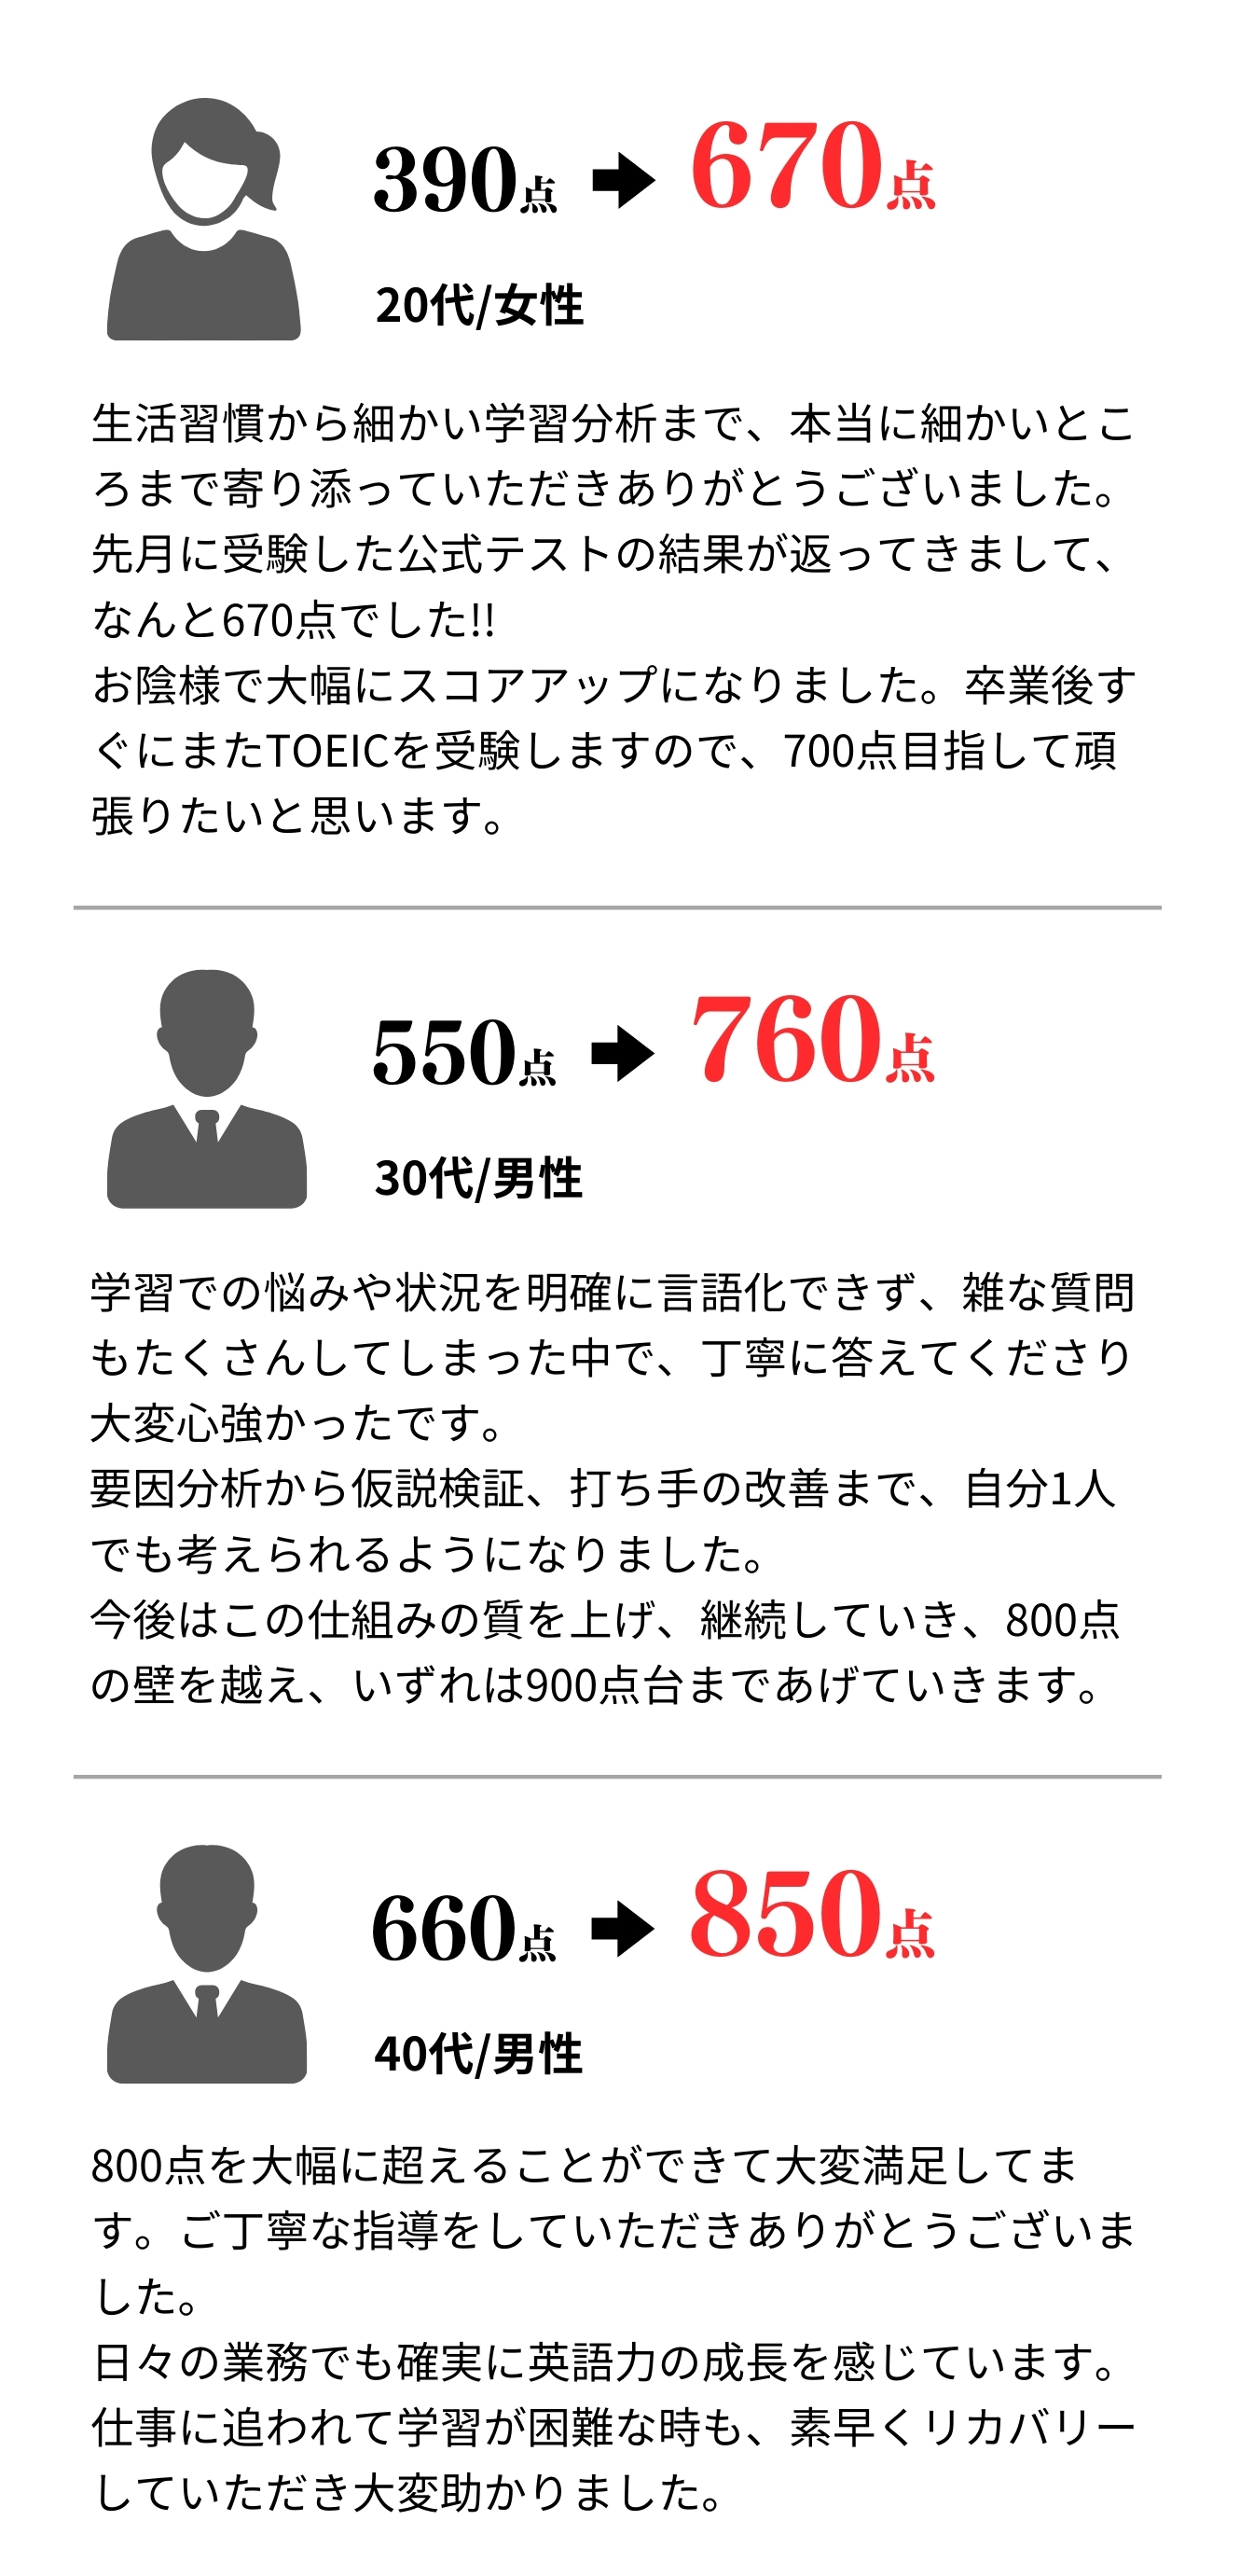 390点 → 670点
20代/女性
生活習慣から細かい学習分析まで、本当に細かいとこ
ろまで寄り添っていただきありがとうございました。
先月に受験した公式テストの結果が返ってきまして、
なんと670点でした!!
お陰様で大幅にスコアアップになりました。卒業後す
ぐにまたTOEICを受験しますので、700点目指して頑
張りたいと思います。
550点 → 760点
30代/男性
学習での悩みや状況を明確に言語化できず、雑な質問
もたくさんしてしまった中で、丁寧に答えてくださり
大変心強かったです。
要因分析から仮説検証、打ち手の改善まで、自分1人
でも考えられるようになりました。
今後はこの仕組みの質を上げ、継続していき、800点
の壁を越え、いずれは900点台まであげていきます。
660点 → 850点
40代/男性
800点を大幅に超えることができて大変満足してま
す。ご丁寧な指導をしていただきありがとうございま
した。
日々の業務でも確実に英語力の成長を感じています。
仕事に追われて学習が困難な時も、素早くリカバリー
していただき大変助かりました。